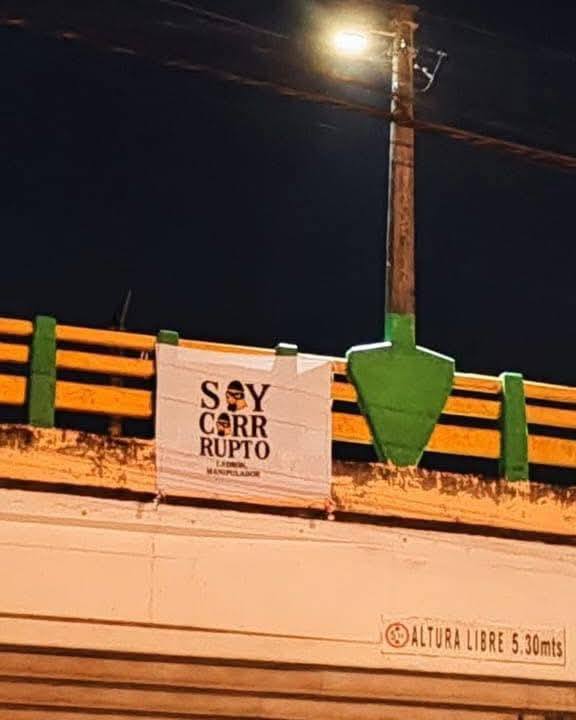 SOY
CORR
RUPTO
LADRÓN,
MANIPULADOR
ALTURA LIBRE 5.30mts